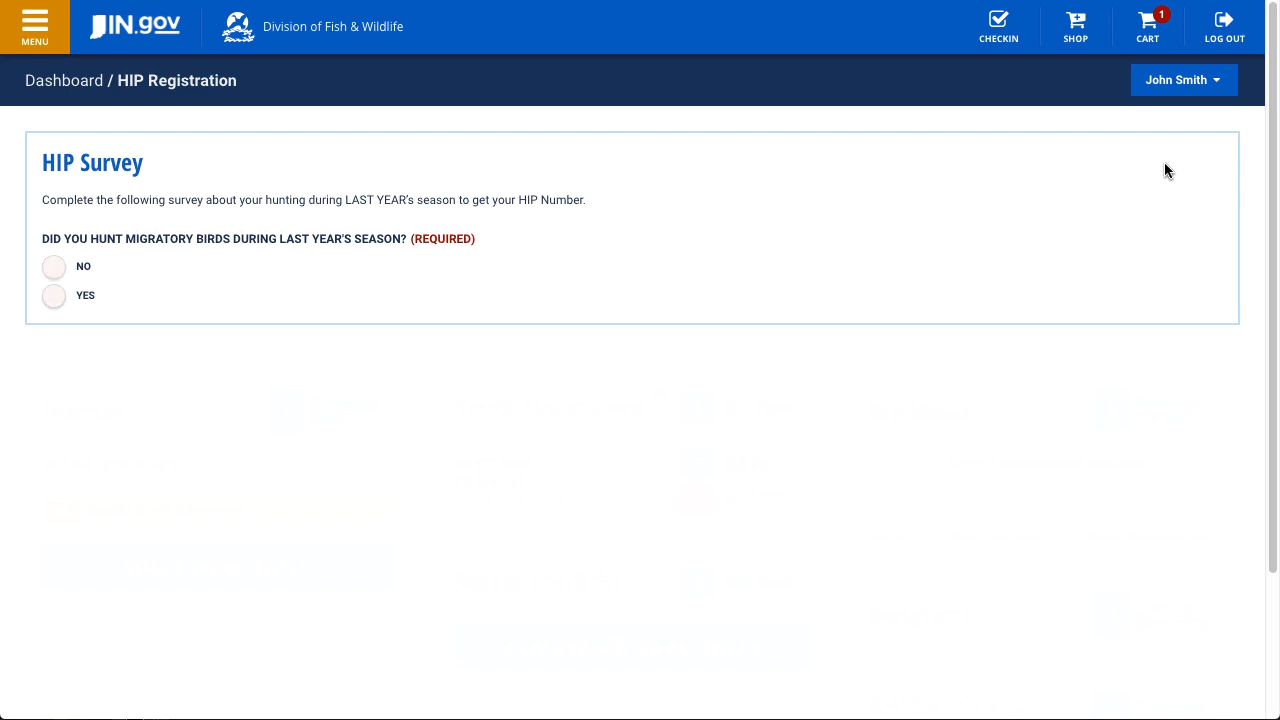 MENU
IN.gov
Division of Fish & Wildlife
CHECKIN
SHOP
1
CART
LOG OUT
Dashboard / HIP Registration
John Smith
HIP Survey
Complete the following survey about your hunting during LAST YEAR's season to get your HIP Number.
DID YOU HUNT MIGRATORY BIRDS DURING LAST YEAR'S SEASON? (REQUIRED)
NO
YES